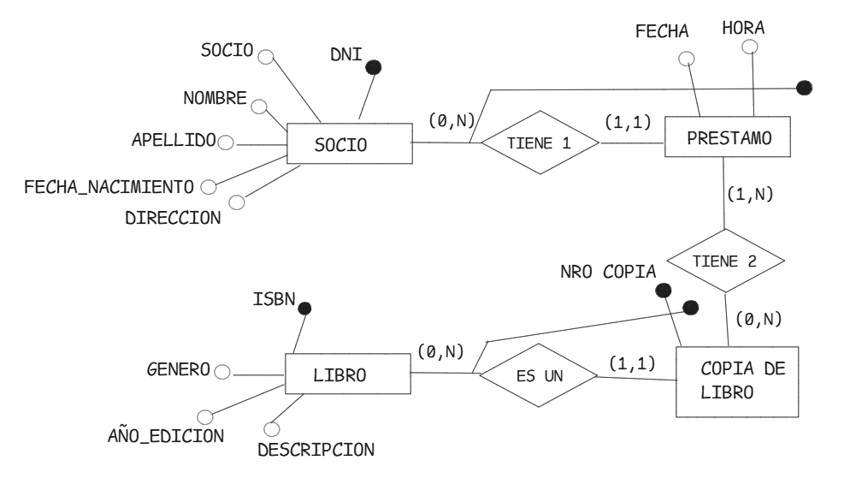 FECHA
HORA
SOCIO
DNI
NOMBRE
(0,N)
(1,1)
APELLIDO
SOCIO
TIENE 1
PRESTAMO
FECHA_NACIMIENTO
(1,N)
DIRECCION
TIENE 2
NRO COPIA
ISBN
(0,N)
(0,N)
(1,1)
GENERO
LIBRO
ES UN
COPIA DE
LIBRO
AÑO_EDICION
DESCRIPCION